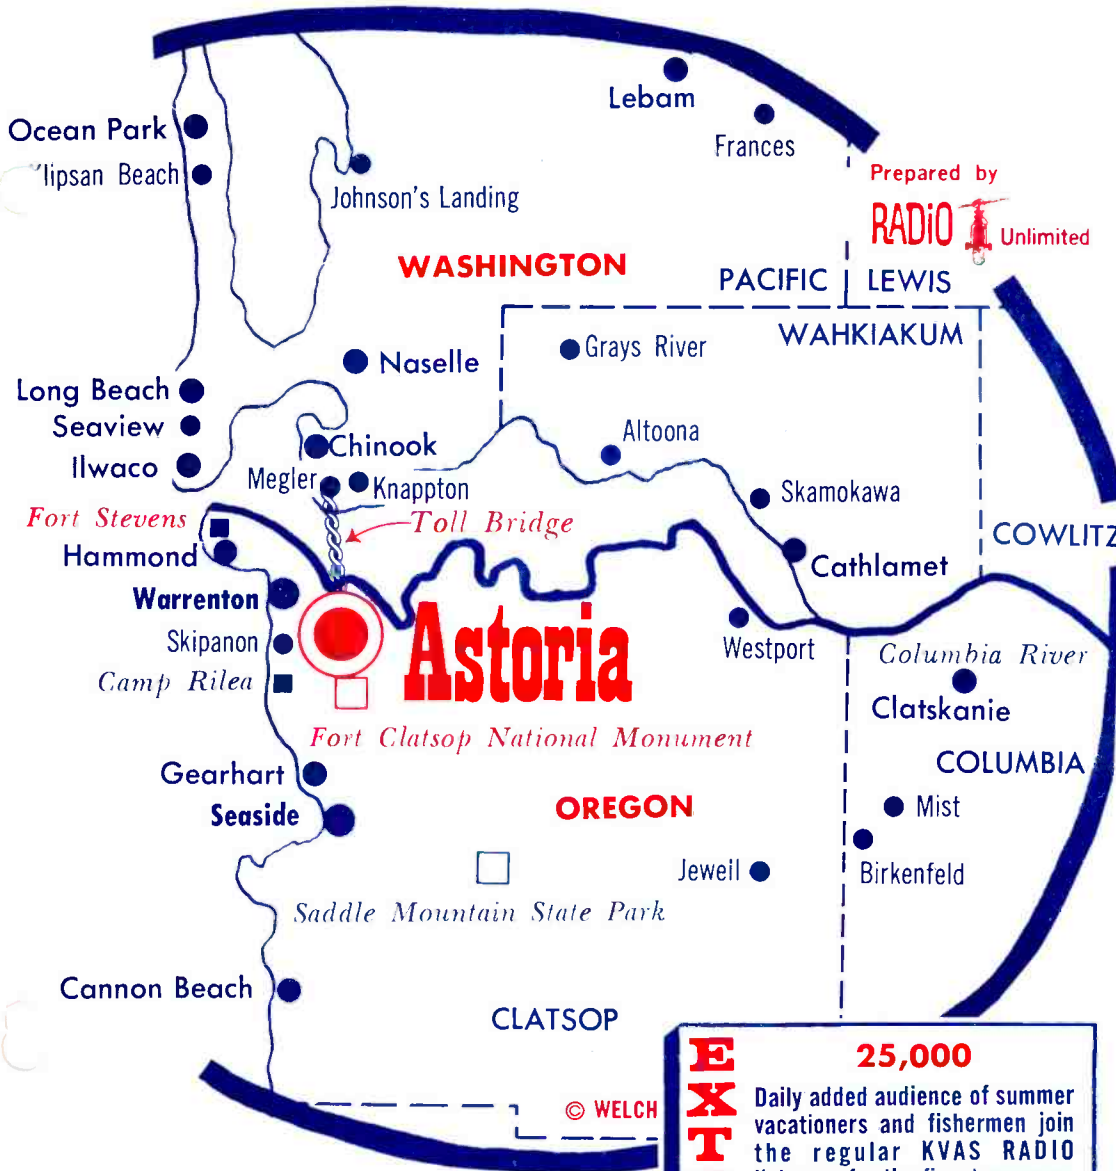 Lebam
Frances
Ocean Park
Beach
Johnson's Landing
Prepared by
RADiO Unlimited
WASHINGTON
PACIFIC
LEWIS
WAHKIAKUM
Grays River
Naselle
Long Beach
Seaview
Ilwaco
Chinook
Altoona
Megler
Knappton
Skamokawa
Fort Stevens
Toll Bridge
COWLITZ
Hammond
Cathlamet
Warrenton
Astoria
Skipanon
Westport
Columbia River
Camp Rilea
Clatskanie
Fort Clatsop National Monument
Gearhart
COLUMBIA
Seaside
OREGON
Mist
Jeweil
Birkenfeld
Saddle Mountain State Park
Cannon Beach
CLATSOP
© WELCH
EXT
25,000
Daily added audience of summer
vacationers and fishermen join
the regular KVAS RADIO